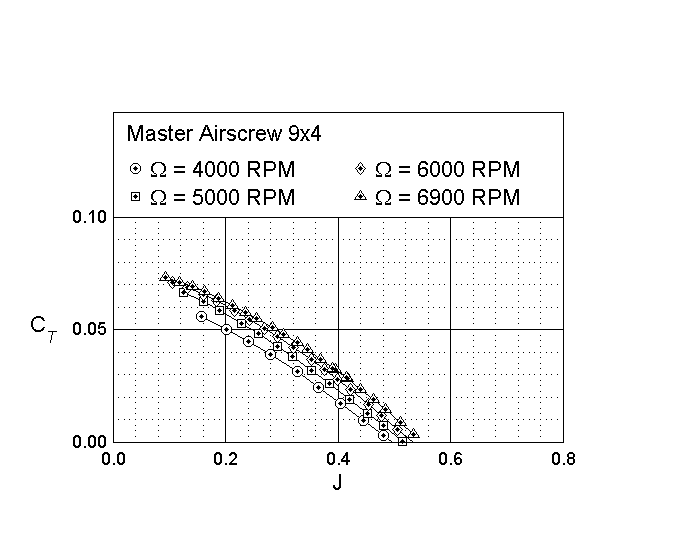 Master Airscrew 9x4
Ω = 4000 RPM
Ω = 6000 RPM
Ω = 5000 RPM
Ω = 6900 RPM
0.10
0.05
0.00
C_T
0.0 0.2 0.4 0.6 0.8
J